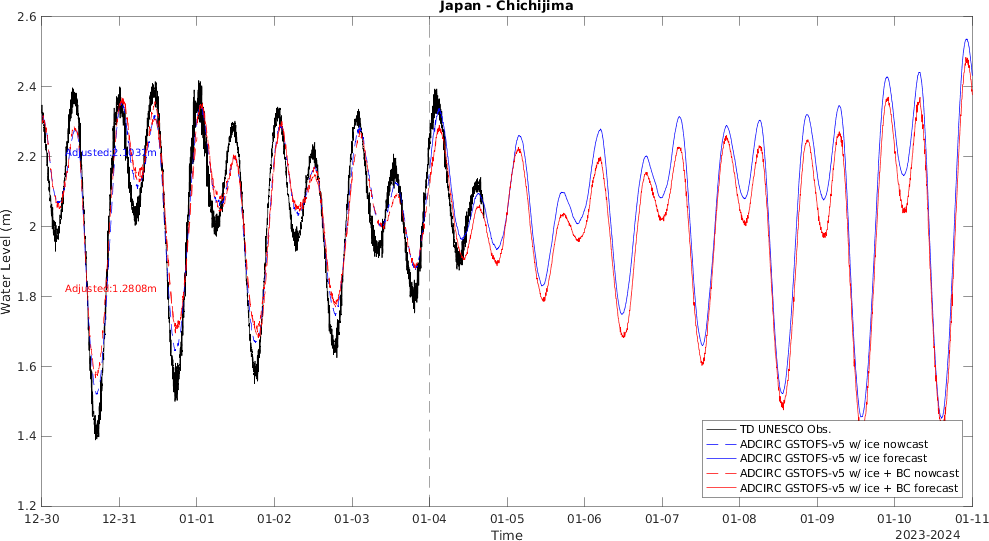 Japan - Chichijima
2.6
2.4
2.2
2
1.8
1.6
1.4
1.2
Water Level (m)
Adjusted:1.2808m
TD UNESCO Obs.
ADCIRC GSTOFS-v5 w/ ice nowcast
ADCIRC GSTOFS-v5 w/ ice forecast
ADCIRC GSTOFS-v5 w/ ice + BC nowcast
ADCIRC GSTOFS-v5 w/ ice + BC forecast
12-30 12-31 01-01 01-02 01-03 01-04 01-05 01-06 01-07 01-08 01-09 01-10 01-11
Time
2023-2024